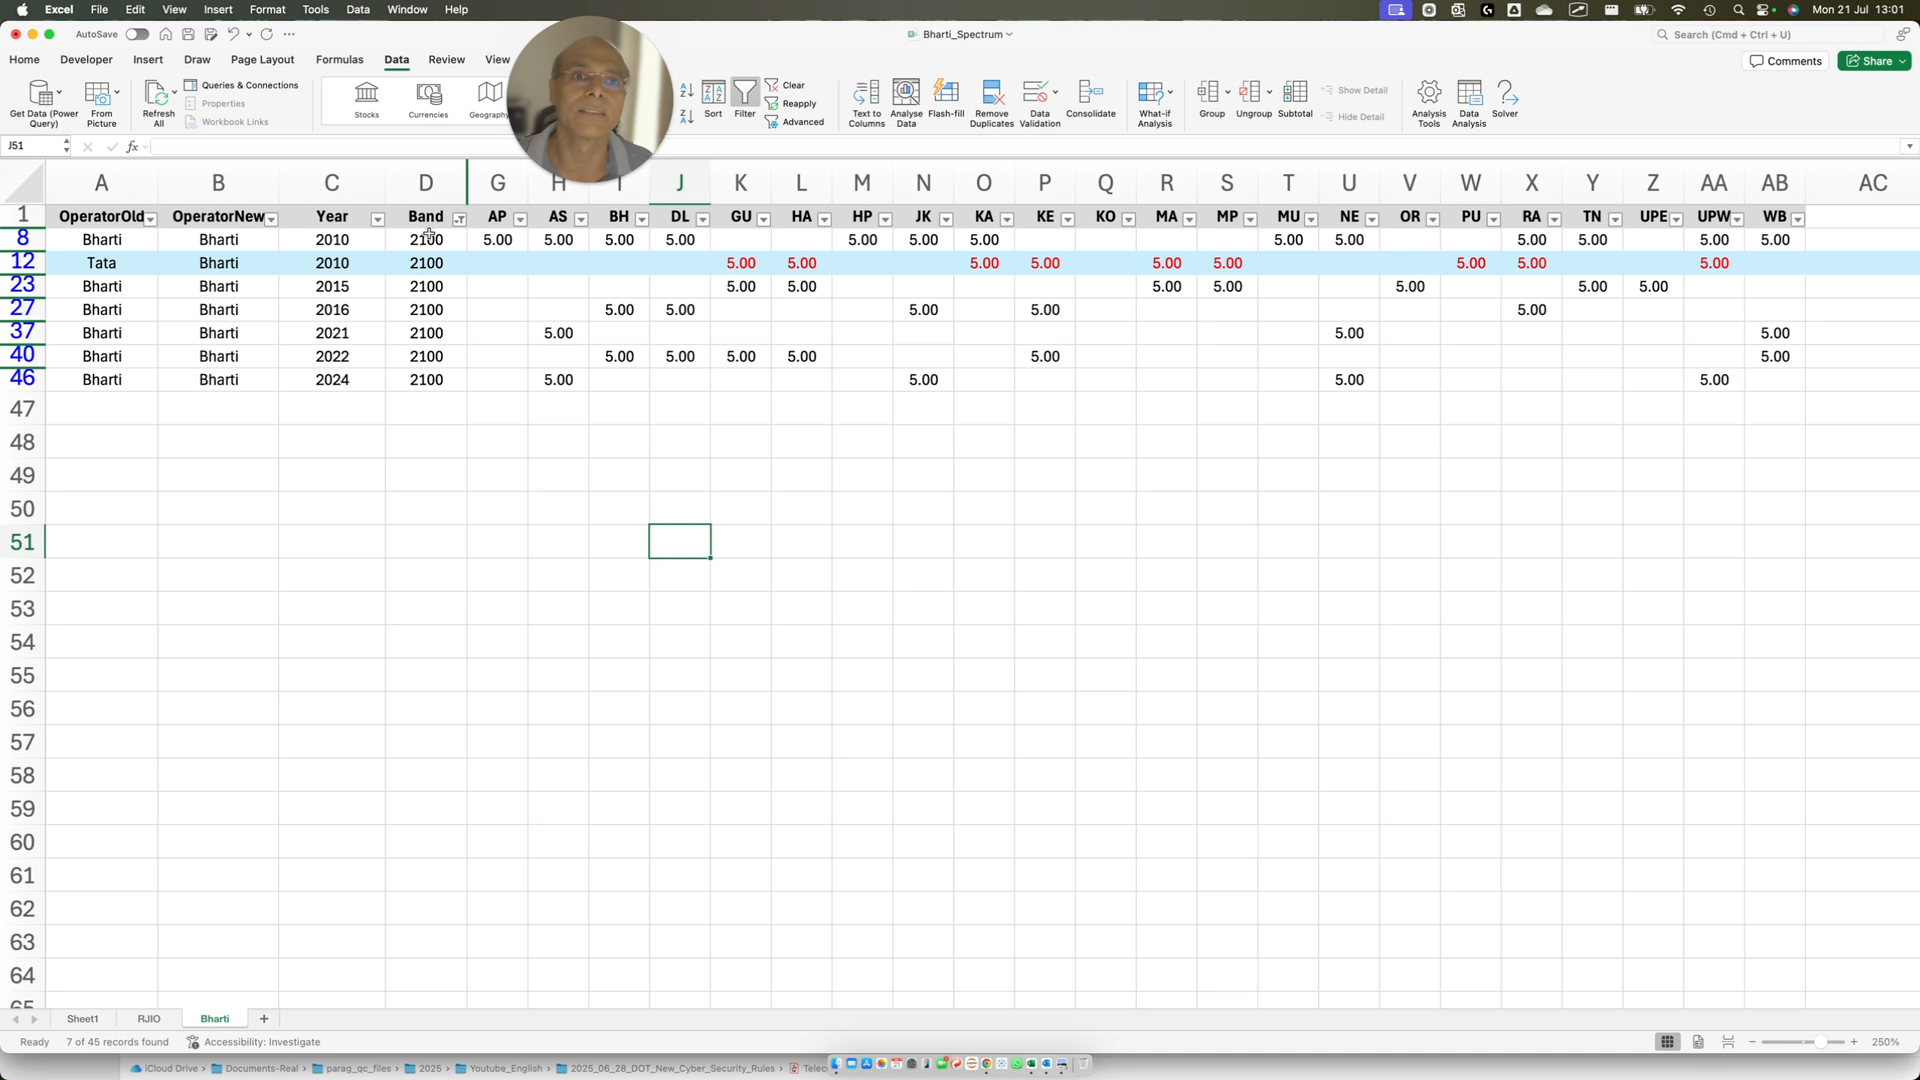 Excel File Edit View Insert Format Tools Data Window Help Mon 21 Jul 13:01
AutoSave Bharti_Spectrum Search (Cmd + Ctrl + U)
Home Developer Insert Draw Page Layout Formulas Data Review View Comments Share
Get Data (Power Query) From Picture Refresh All Queries & Connections Properties Workbook Links Stocks Currencies Geography Sort Filter Clear Reapply Advanced Text to Columns Analyse Data Flash-fill Remove Duplicates Data Validation Consolidate What-if Analysis Group Ungroup Subtotal Show Detail Hide Detail Analysis Tools Data Analysis Solver
J51 fx
A B C D G H I J K L M N O P Q R S T U V W X Y Z AA AB AC
1 OperatorOld OperatorNew Year Band AP AS BH DL GU HA HP JK KA KE KO MA MP MU NE OR PU RA TN UPE UPW WB
8 Bharti Bharti 2010 2100 5.00 5.00 5.00 5.00 5.00 5.00 5.00 5.00 5.00 5.00 5.00 5.00 5.00
12 Tata Bharti 2010 2100 5.00 5.00 5.00 5.00 5.00 5.00 5.00 5.00 5.00
23 Bharti Bharti 2015 2100 5.00 5.00 5.00 5.00 5.00 5.00 5.00
27 Bharti Bharti 2016 2100 5.00 5.00 5.00 5.00 5.00
37 Bharti Bharti 2021 2100 5.00 5.00 5.00
40 Bharti Bharti 2022 2100 5.00 5.00 5.00 5.00 5.00 5.00
46 Bharti Bharti 2024 2100 5.00 5.00 5.00 5.00
47
48
49
50
51
52
53
54
55
56
57
58
59
60
61
62
63
64
65
Sheet1 RJIO Bharti
Ready 7 of 45 records found Accessibility: Investigate 250%
iCloud Drive Documents-Real parag_qc_files 2025 Youtube_English 2025_06_28_DOT_New_Cyber_Security_Rules